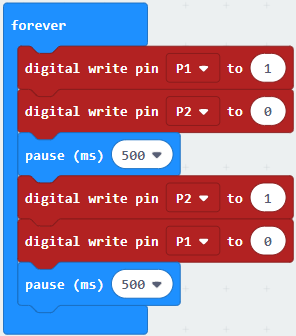 forever
digital write pin P1 to 1
digital write pin P2 to 0
pause (ms) 500
digital write pin P2 to 1
digital write pin P1 to 0
pause (ms) 500